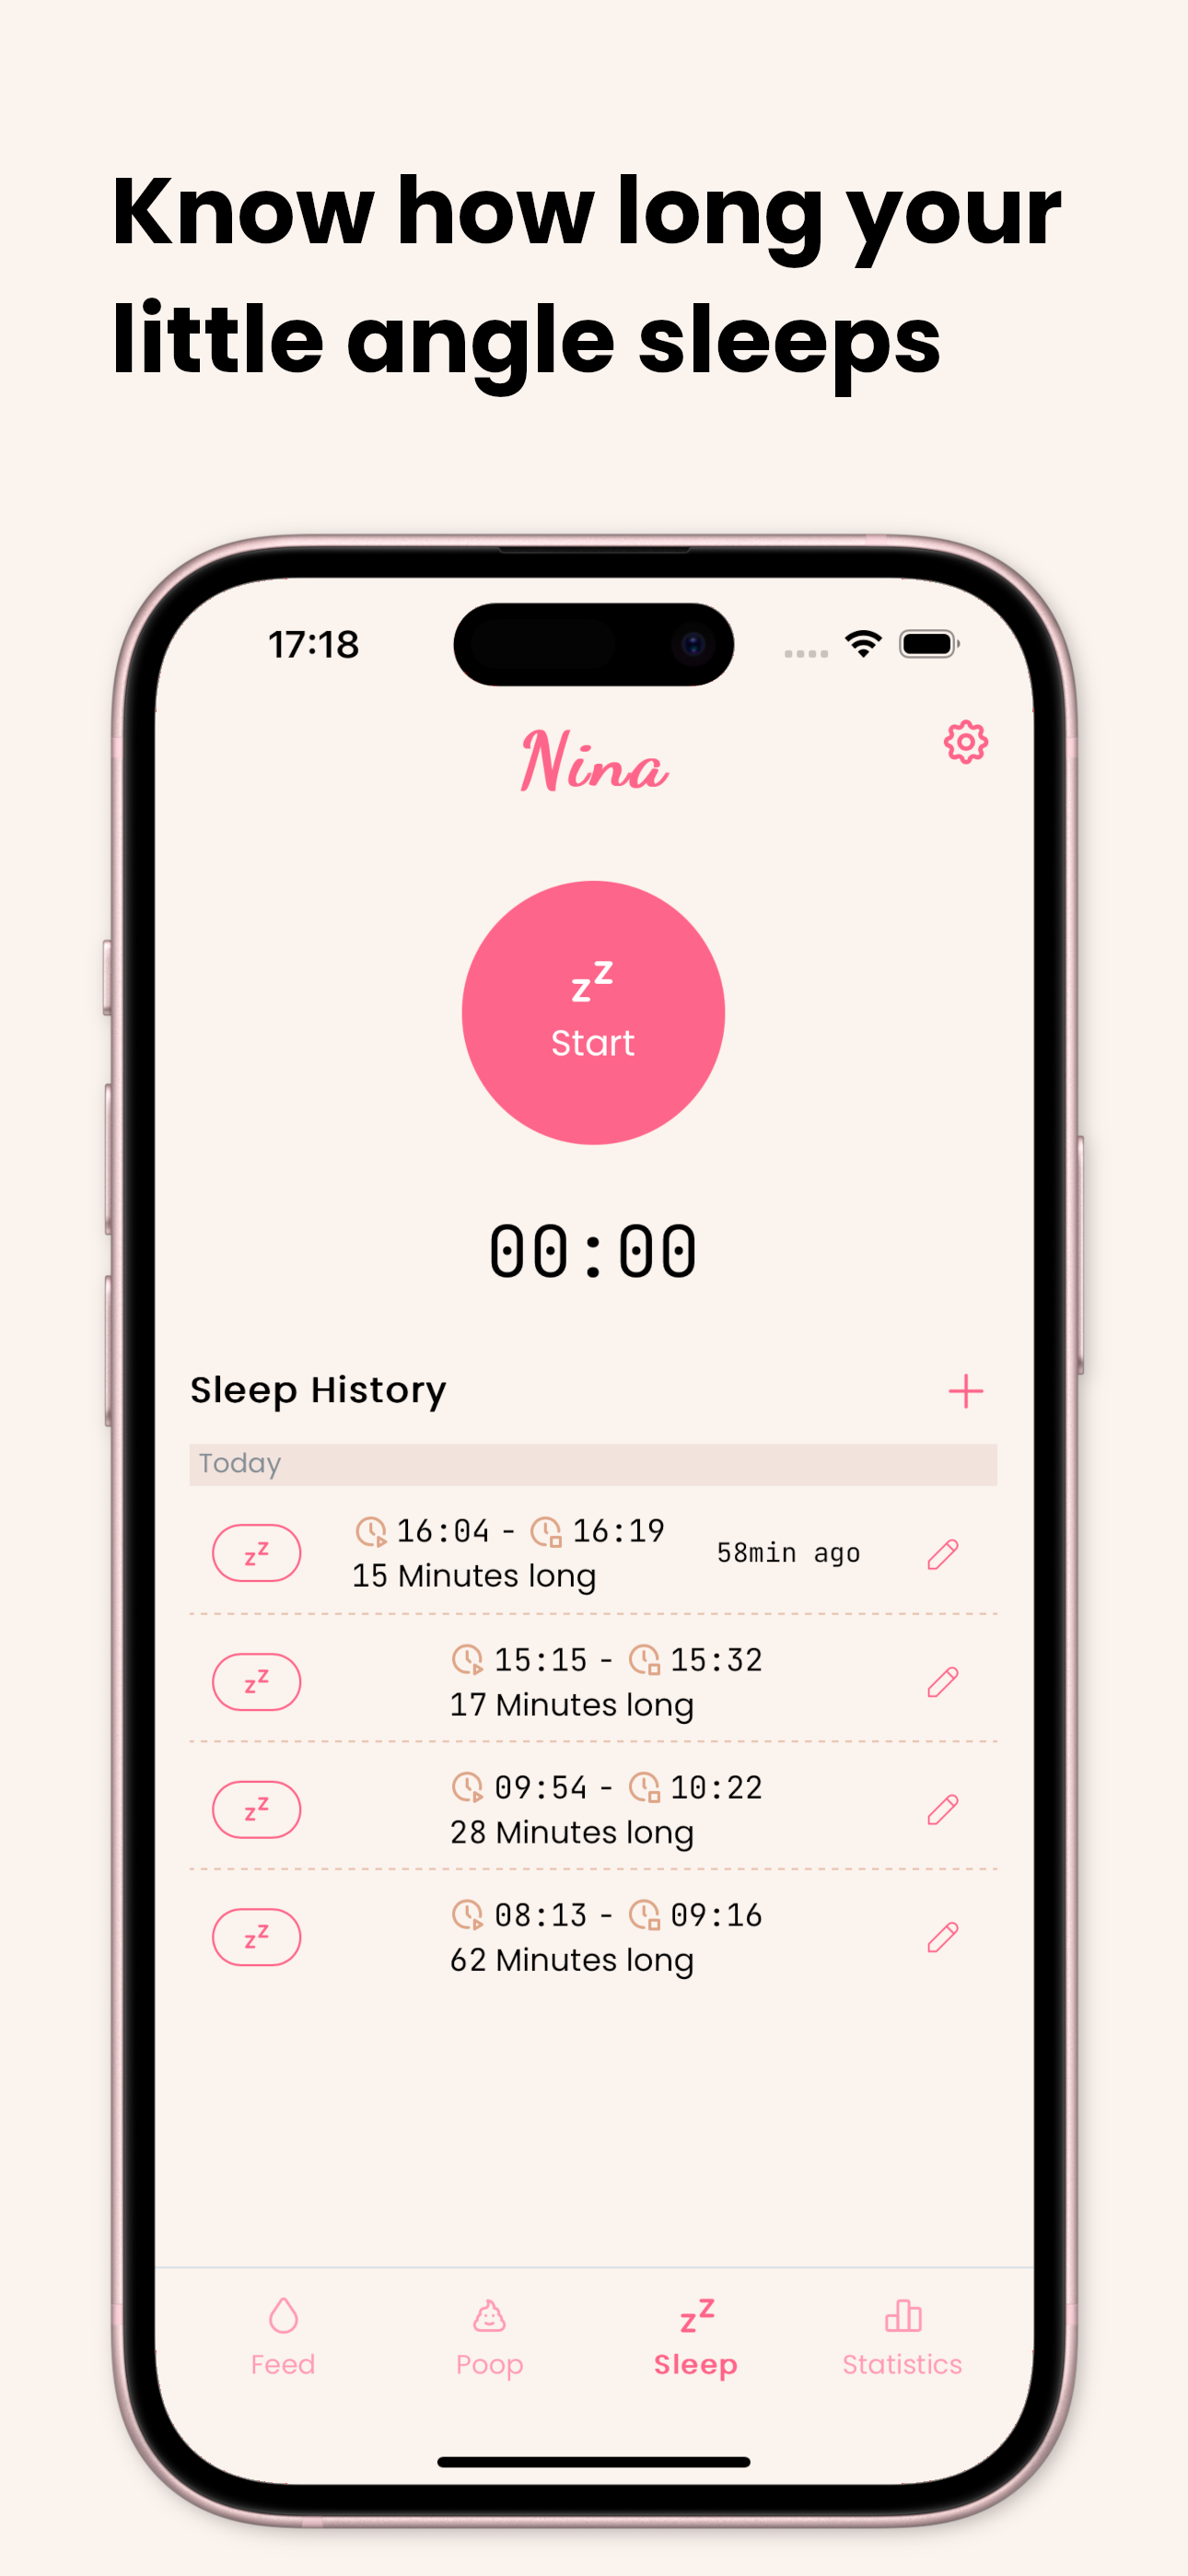 Know how long your
little angle sleeps
17:18
Nina
zz
Start
00:00
Sleep History
Today
zz 16:04 - 16:19 58min ago
15 Minutes long
zz 15:15 - 15:32
17 Minutes long
zz 09:54 - 10:22
28 Minutes long
zz 08:13 - 09:16
62 Minutes long
zz
Feed Poop Sleep Statistics